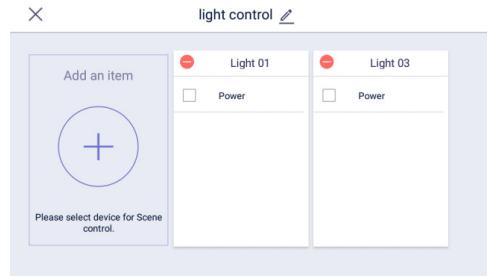 light control
Add an item
Please select device for Scene
control.
Light 01
Power
Light 03
Power